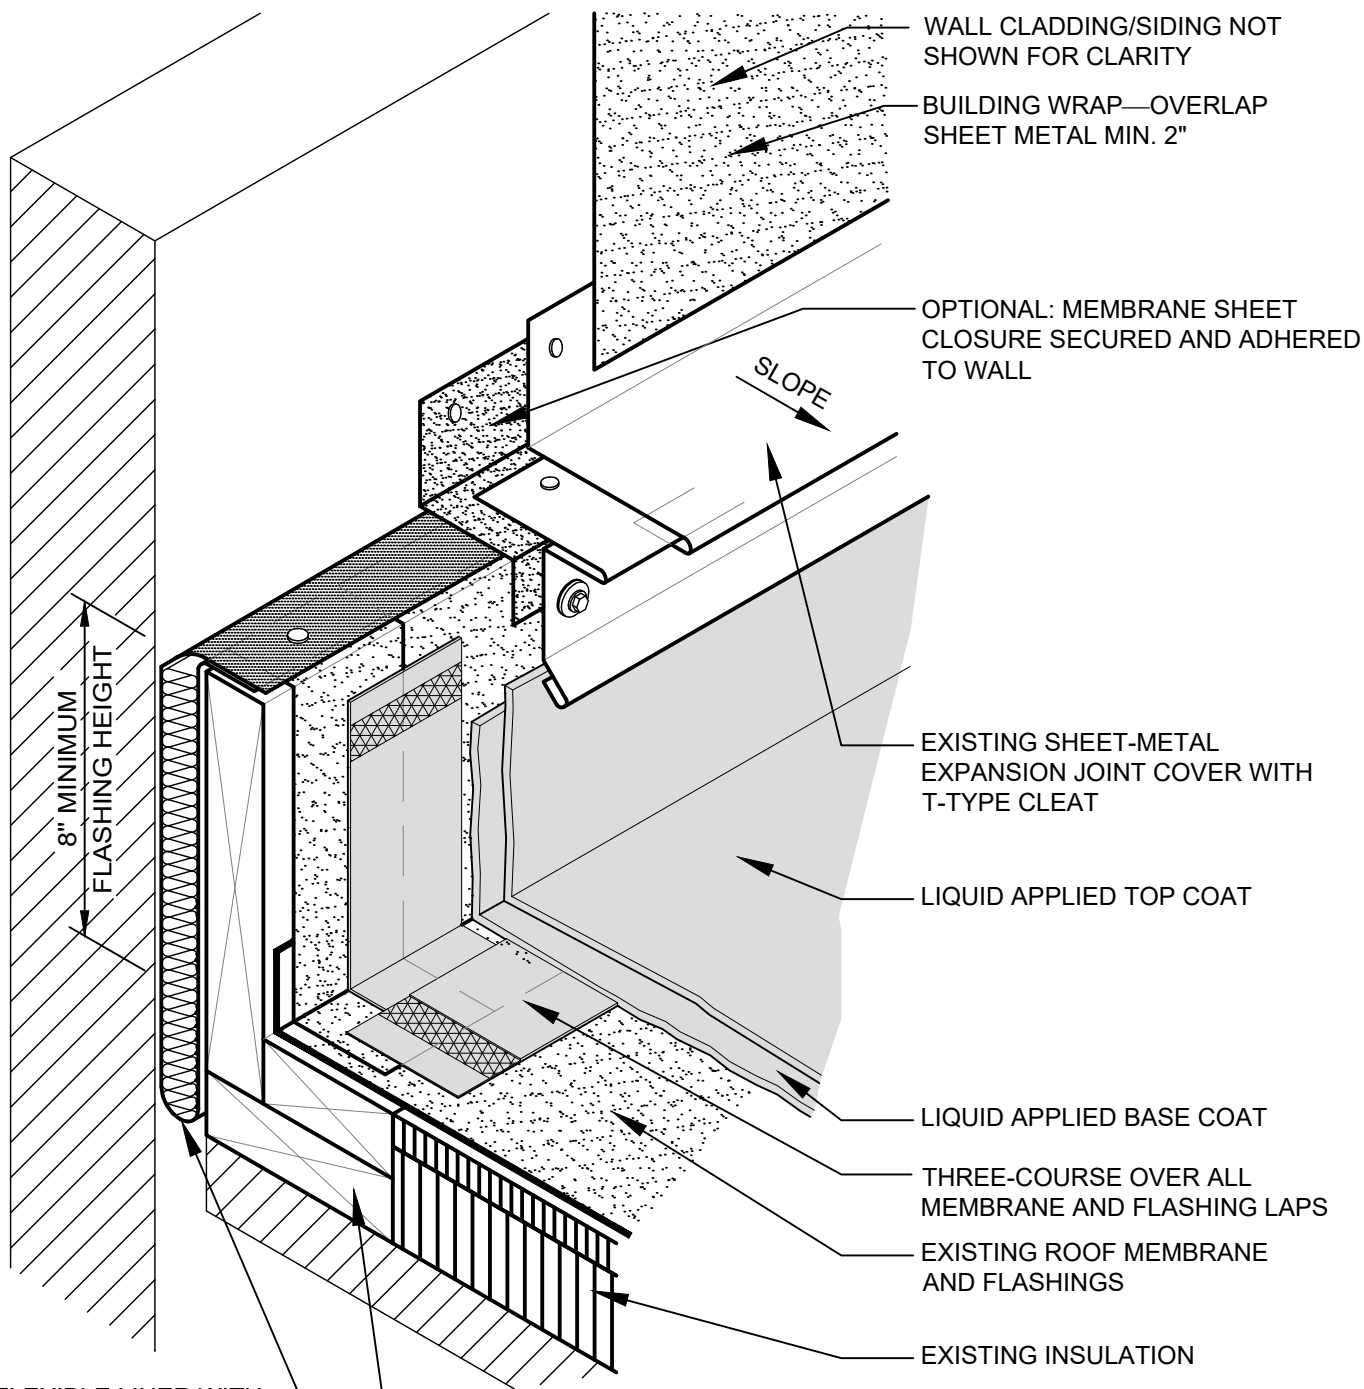 WALL CLADDING/SIDING NOT
SHOWN FOR CLARITY
BUILDING WRAP—OVERLAP
SHEET METAL MIN. 2"
OPTIONAL: MEMBRANE SHEET
CLOSURE SECURED AND ADHERED
TO WALL
SLOPE
8" MINIMUM
FLASHING HEIGHT
EXISTING SHEET-METAL
EXPANSION JOINT COVER WITH
T-TYPE CLEAT
LIQUID APPLIED TOP COAT
LIQUID APPLIED BASE COAT
THREE-COURSE OVER ALL
MEMBRANE AND FLASHING LAPS
EXISTING ROOF MEMBRANE
AND FLASHINGS
EXISTING INSULATION